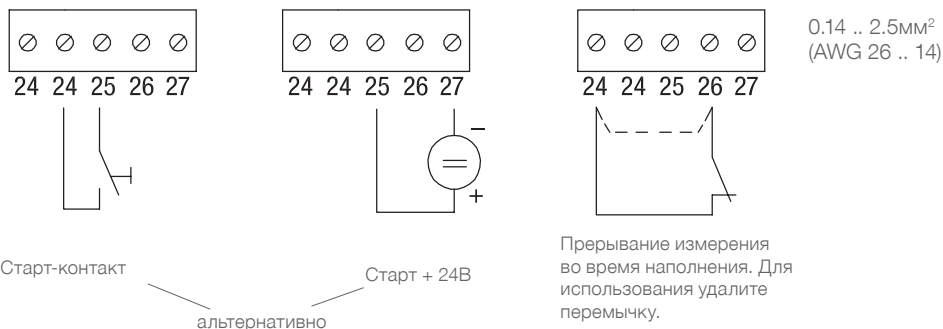 0.14 .. 2.5мм²
(AWG 26 .. 14)
24 24 25 26 27
24 24 25 26 27
24 24 25 26 27
−
+
Старт-контакт
Старт + 24В
альтернативно
Прерывание измерения
во время наполнения. Для
использования удалите
перемычку.